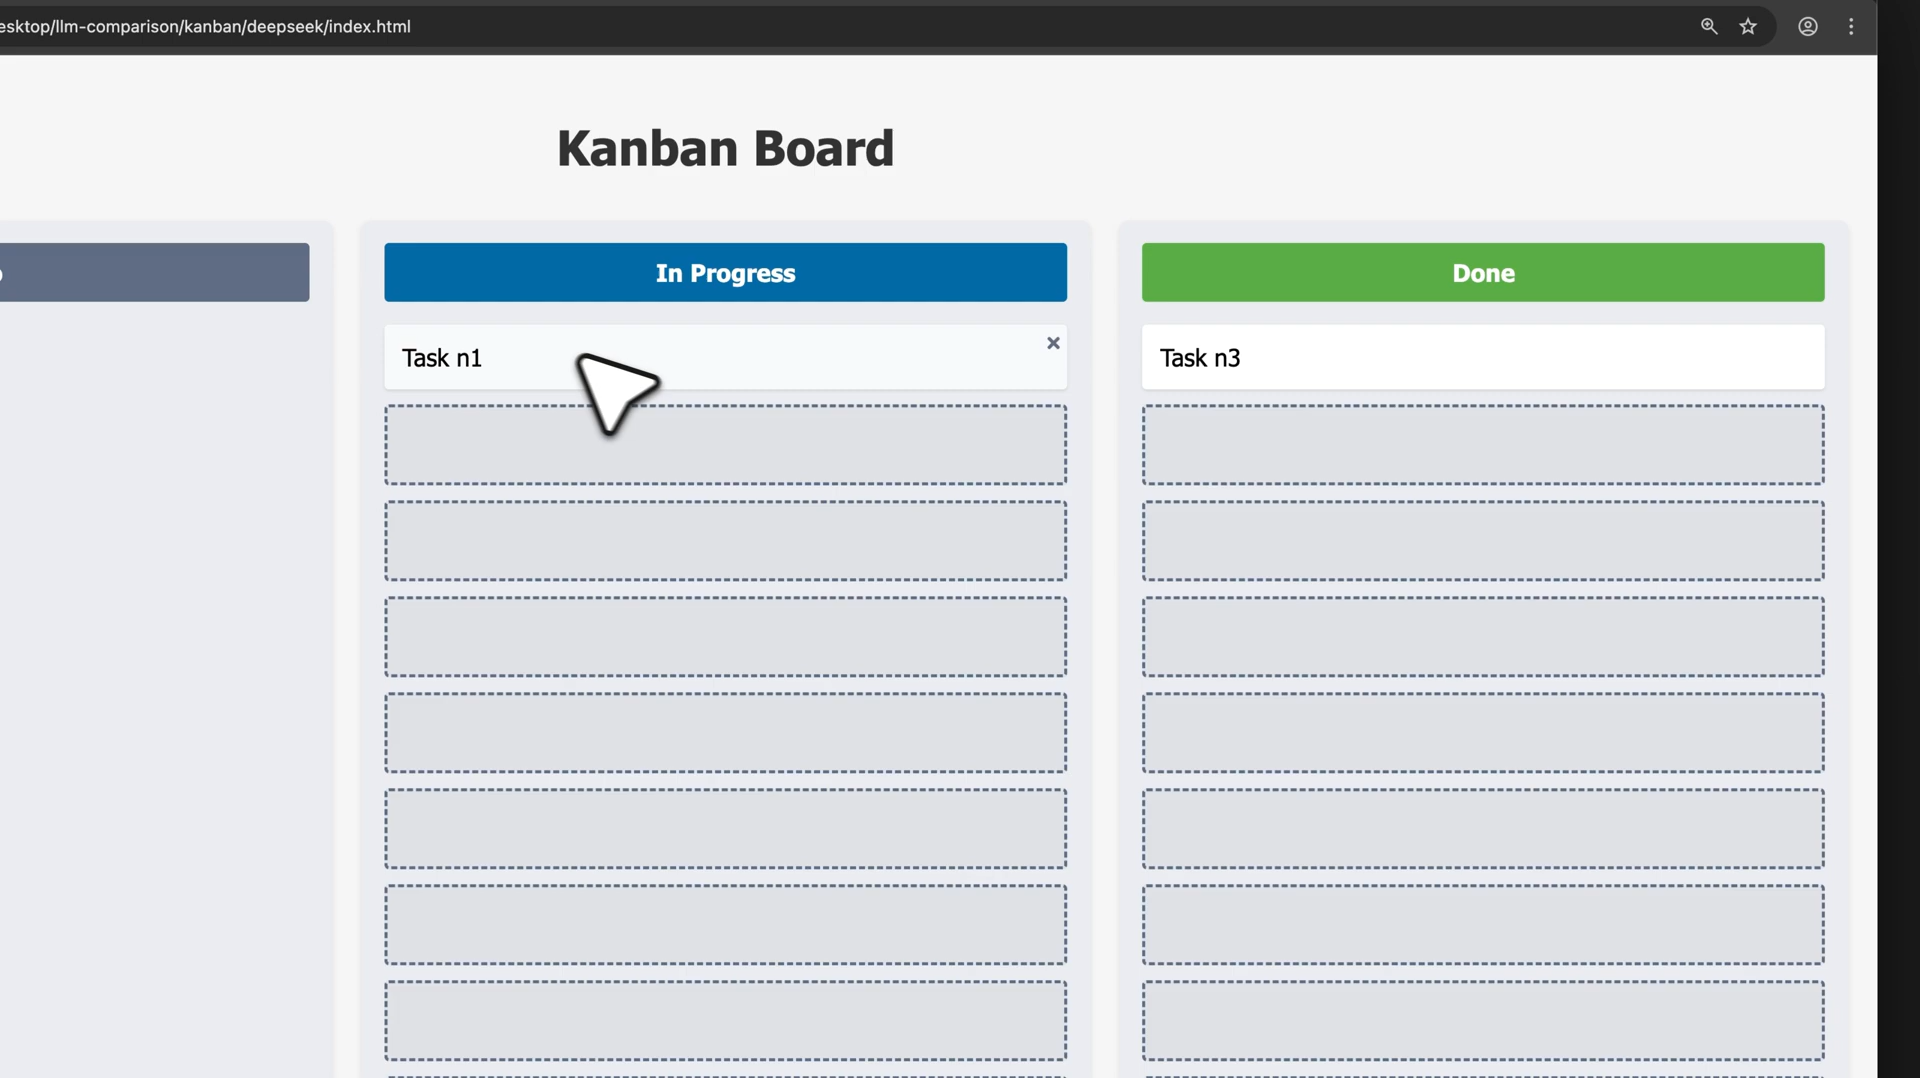 esktop/llm-comparison/kanban/deepseek/index.html
Kanban Board
In Progress
Done
Task n1
Task n3